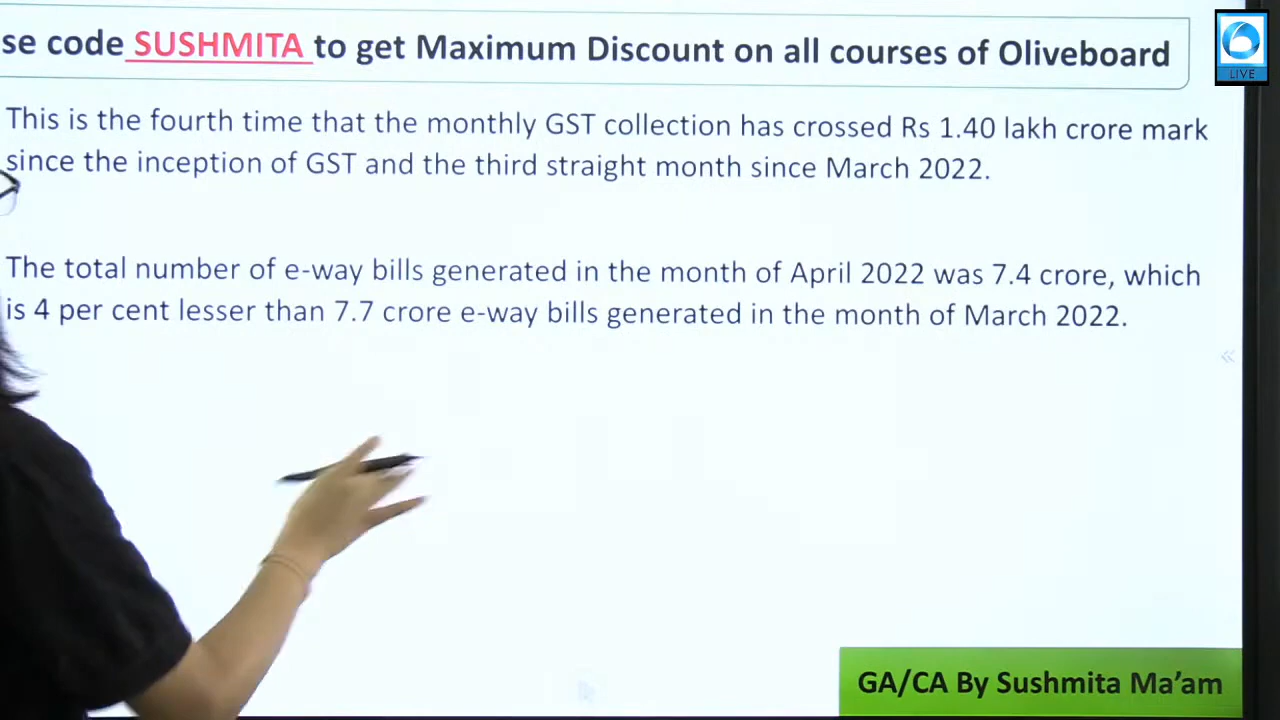 se code SUSHMITA to get Maximum Discount on all courses of Oliveboard
LIVE
This is the fourth time that the monthly GST collection has crossed Rs 1.40 lakh crore mark
since the inception of GST and the third straight month since March 2022.
The total number of e-way bills generated in the month of April 2022 was 7.4 crore, which
is 4 per cent lesser than 7.7 crore e-way bills generated in the month of March 2022.
GA/CA By Sushmita Ma’am